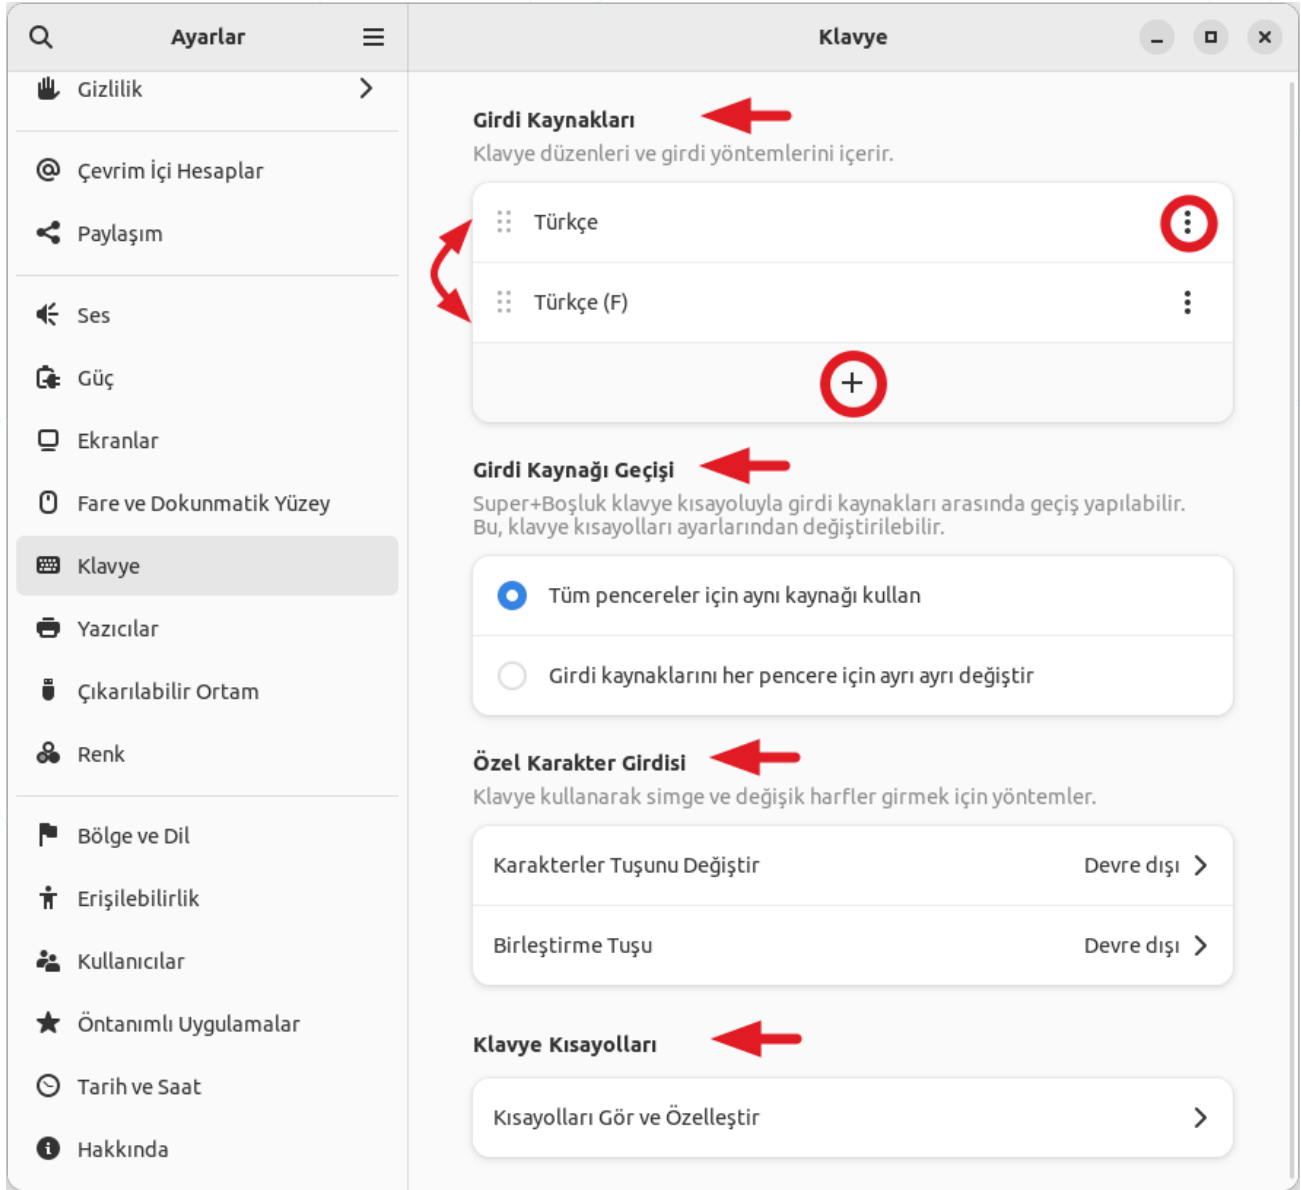 Ayarlar
Gizlilik
Çevrim İçi Hesaplar
Paylaşım
Ses
Güç
Ekranlar
Fare ve Dokunmatik Yüzey
Klavye
Yazıcılar
Çıkarılabilir Ortam
Renk
Bölge ve Dil
Erişilebilirlik
Kullanıcılar
Öntanımlı Uygulamalar
Tarih ve Saat
Hakkında
Klavye
Girdi Kaynakları
Klavye düzenleri ve girdi yöntemlerini içerir.
Türkçe
Türkçe (F)
Girdi Kaynağı Geçişi
Super+Boşluk klavye kısayoluyla girdi kaynakları arasında geçiş yapılabilir.
Bu, klavye kısayolları ayarlarından değiştirilebilir.
Tüm pencereler için aynı kaynağı kullan
Girdi kaynaklarını her pencere için ayrı ayrı değiştir
Özel Karakter Girdisi
Klavye kullanarak simge ve değişik harfler girmek için yöntemler.
Karakterler Tuşunu Değiştir Devre dışı
Birleştirme Tuşu Devre dışı
Klavye Kısayolları
Kısayolları Gör ve Özelleştir